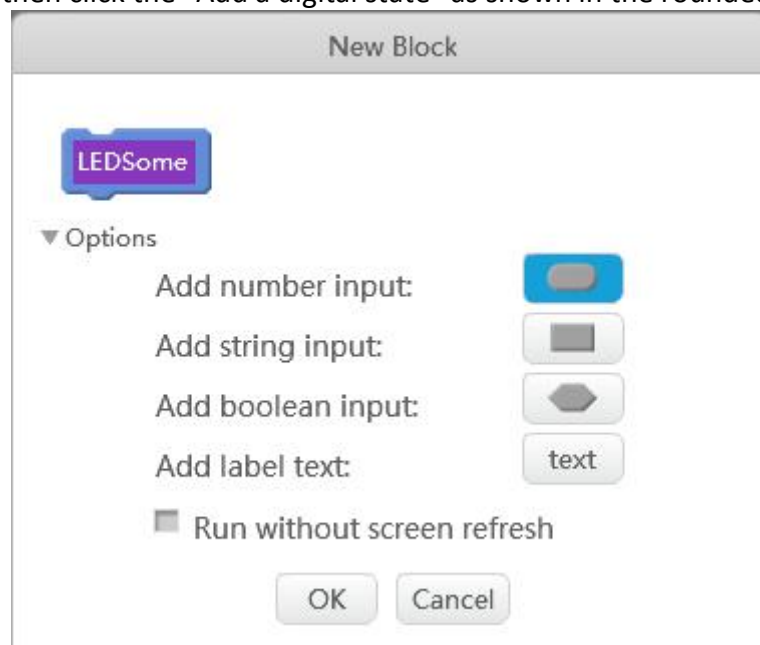 then click the "Add a digital state" as shown in the rounded
New Block
LEDSome
Options
Add number input:
Add string input:
Add boolean input:
Add label text: text
Run without screen refresh
OK Cancel